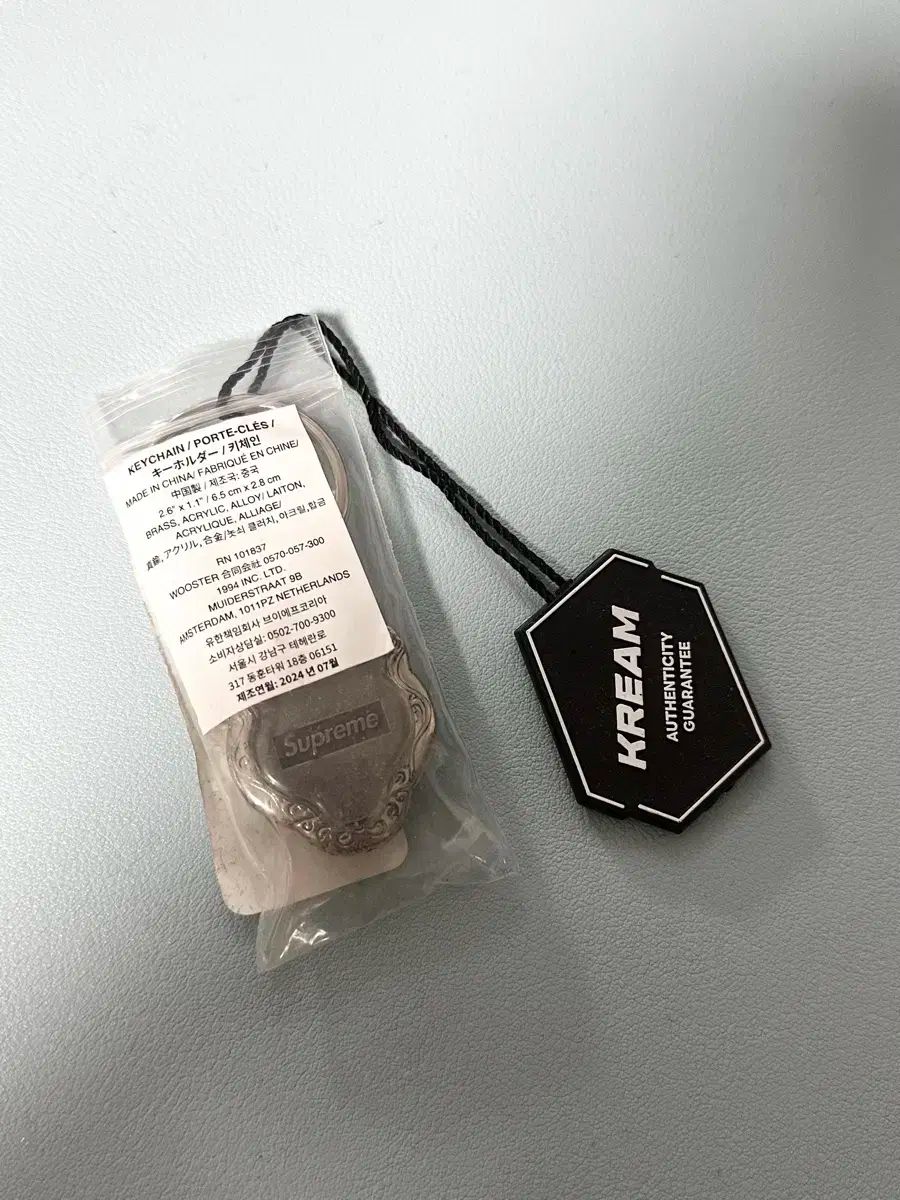 KEYCHAIN / PORTE-CLÉS /
キーホルダー / 키체인
MADE IN CHINA/ FABRIQUÉ EN CHINE/
中国製 / 제조국: 중국
2.6" x 1.1" / 6.5 cm x 2.8 cm
BRASS, ACRYLIC, ALLOY/ LAITON,
ACRYLIQUE, ALLIAGE/
真鍮,アクリル,合金/놋쇠 클러치,아크릴,합금
RN 101837
WOOSTER 合同会社 0570-057-300
1994 INC. LTD.
MUIDERSTRAAT 9B
AMSTERDAM, 1011PZ NETHERLANDS
유한책임회사 브이에프코리아
소비자상담실: 0502-700-9300
서울시 강남구 테헤란로
317 동훈타워 18층 06151
제조연월: 2024 년 07월
Supreme
KREAM
AUTHENTICITY
GUARANTEE